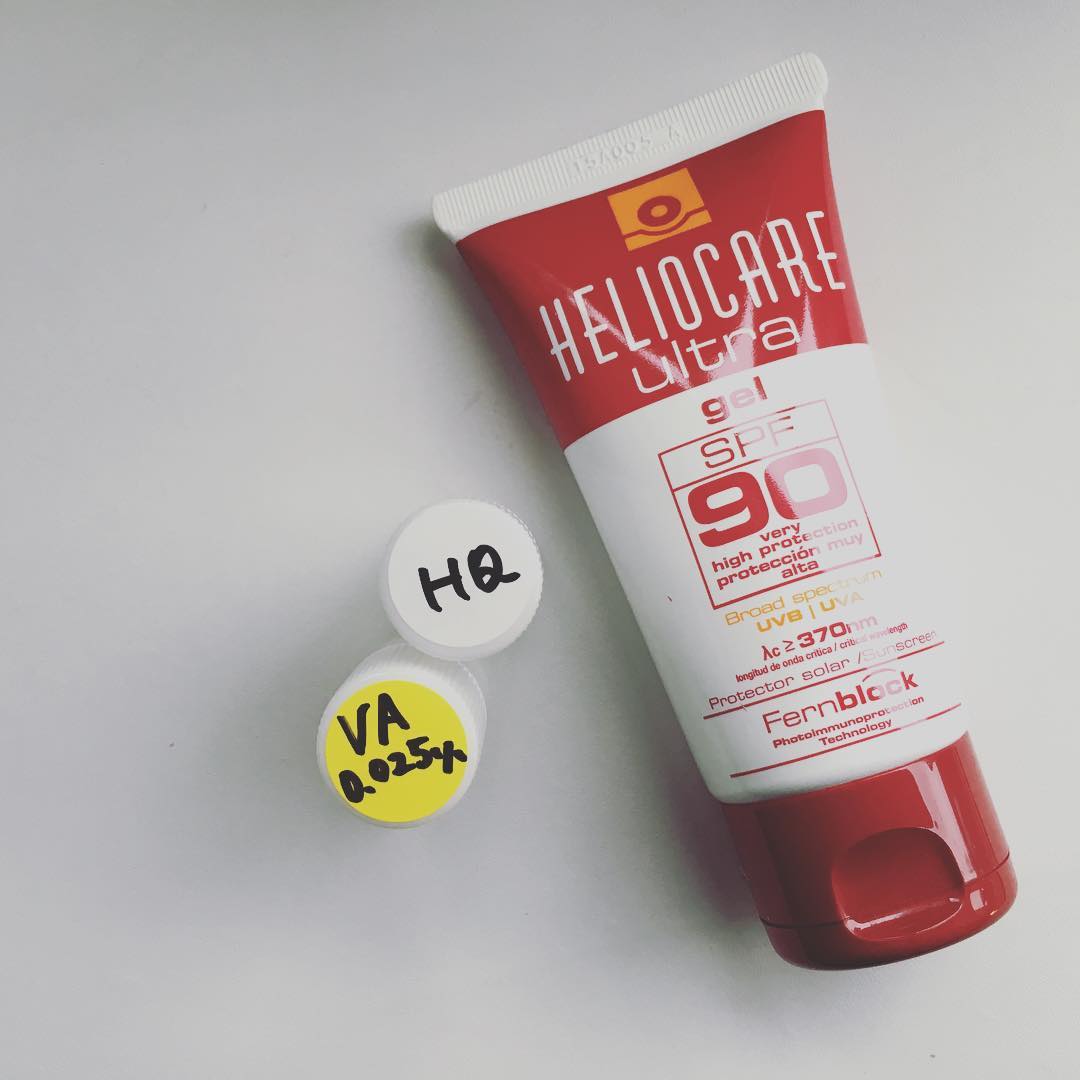 15A005 A
HELIOCARE
ultra
gel
SPF
90
very
high protection
protección muy
alta
Broad spectrum
UVB | UVA
λc ≥ 370nm
longitud de onda crítica / critical wavelength
Protector solar /Sunscreen
Fernblock
PhotoImmunoprotection
Technology
HQ
VA
0.025%